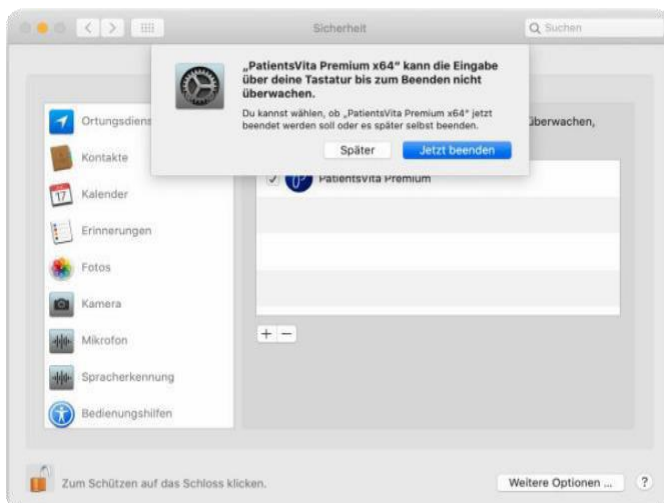 Sicherheit
Suchen
„PatientsVita Premium x64“ kann die Eingabe
über deine Tastatur bis zum Beenden nicht
überwachen.
Du kannst wählen, ob „PatientsVita Premium x64“ jetzt
beendet werden soll oder es später selbst beenden.
Später
Jetzt beenden
überwachen,
PatientsVita Premium
Kontakte
17
Kalender
Erinnerungen
Fotos
Kamera
Mikrofon
Spracherkennung
Bedienungshilfen
+ −
Zum Schützen auf das Schloss klicken.
Weitere Optionen ...
?